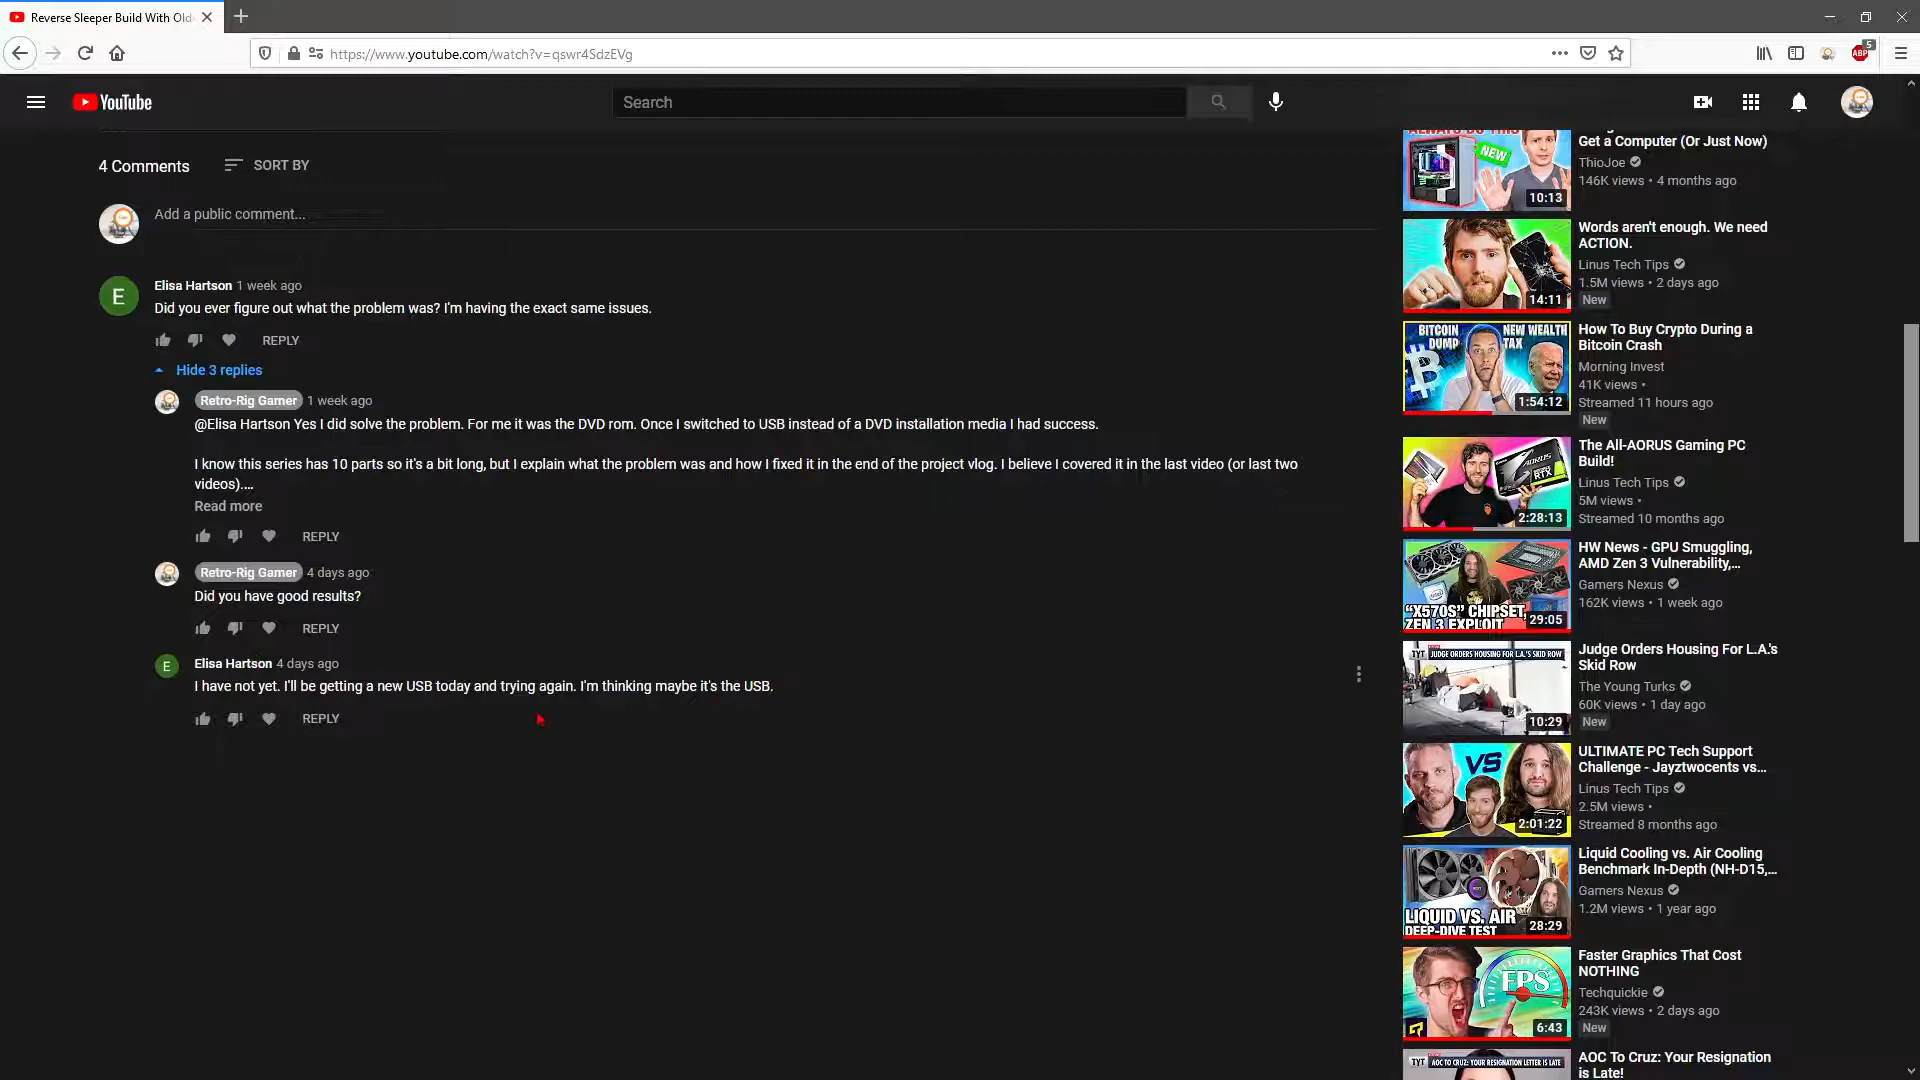 Reverse Sleeper Build With Old
https://www.youtube.com/watch?v=qswr4SdzEVg
ABP
5
YouTube
Search
4 Comments
SORT BY
Add a public comment...
E
Elisa Hartson 1 week ago
Did you ever figure out what the problem was? I'm having the exact same issues.
REPLY
Hide 3 replies
Retro-Rig Gamer 1 week ago
@Elisa Hartson Yes I did solve the problem. For me it was the DVD rom. Once I switched to USB instead of a DVD installation media I had success.
I know this series has 10 parts so it's a bit long, but I explain what the problem was and how I fixed it in the end of the project vlog. I believe I covered it in the last video (or last two
videos)....
Read more
REPLY
Retro-Rig Gamer 4 days ago
Did you have good results?
REPLY
E
Elisa Hartson 4 days ago
I have not yet. I'll be getting a new USB today and trying again. I'm thinking maybe it's the USB.
REPLY
ALWAYS DO THIS
NEW
10:13
Get a Computer (Or Just Now)
ThioJoe
146K views • 4 months ago
14:11
Words aren't enough. We need
ACTION.
Linus Tech Tips
1.5M views • 2 days ago
New
BITCOIN DUMP
NEW WEALTH TAX
1:54:12
How To Buy Crypto During a
Bitcoin Crash
Morning Invest
41K views •
Streamed 11 hours ago
New
AORUS
RTX
2:28:13
The All-AORUS Gaming PC
Build!
Linus Tech Tips
5M views •
Streamed 10 months ago
"X570S" CHIPSET,
ZEN 3 EXPLOIT
29:05
HW News - GPU Smuggling,
AMD Zen 3 Vulnerability,...
Gamers Nexus
162K views • 1 week ago
TYT JUDGE ORDERS HOUSING FOR L.A.'S SKID ROW
10:29
Judge Orders Housing For L.A.'s
Skid Row
The Young Turks
60K views • 1 day ago
New
VS
2:01:22
ULTIMATE PC Tech Support
Challenge - Jayztwocents vs...
Linus Tech Tips
2.5M views •
Streamed 8 months ago
LIQUID VS. AIR
DEEP-DIVE TEST
28:29
Liquid Cooling vs. Air Cooling
Benchmark In-Depth (NH-D15,...
Gamers Nexus
1.2M views • 1 year ago
FPS
6:43
Faster Graphics That Cost
NOTHING
Techquickie
243K views • 2 days ago
New
TYT AOC TO CRUZ: YOUR RESIGNATION LETTER IS LATE
AOC To Cruz: Your Resignation
is Late!